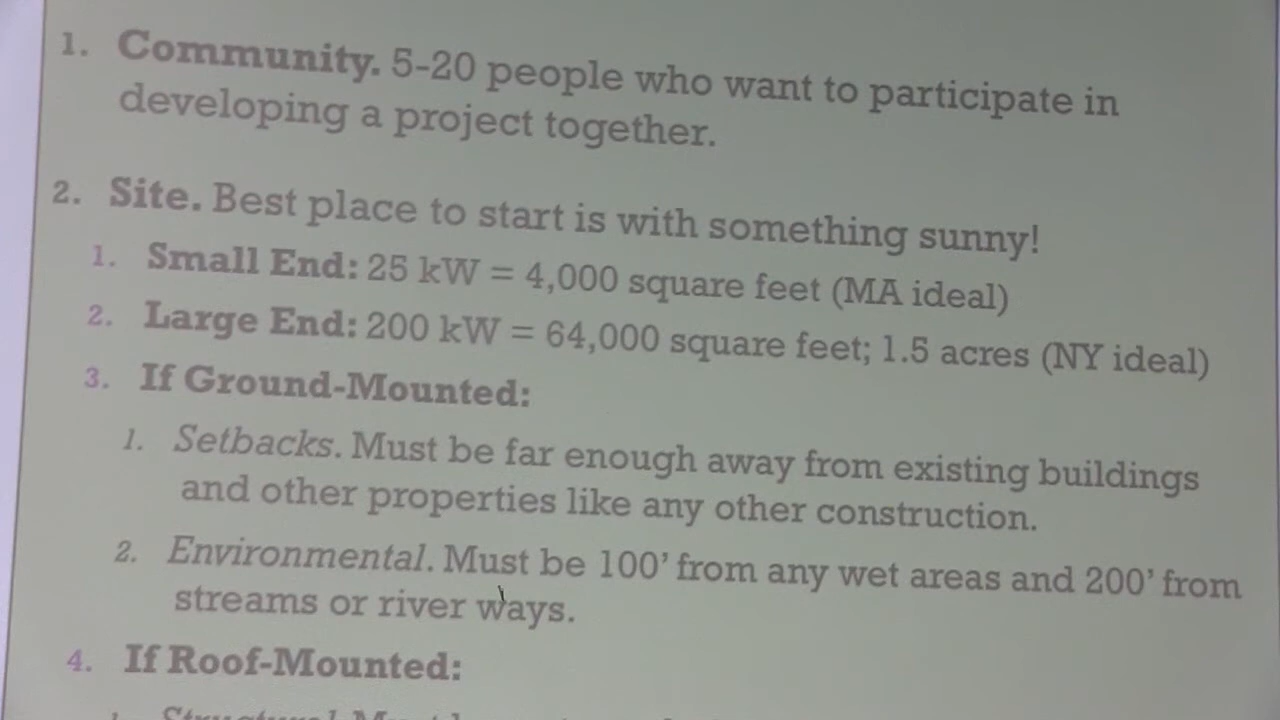 1. Community. 5-20 people who want to participate in
developing a project together.
2. Site. Best place to start is with something sunny!
1. Small End: 25 kW = 4,000 square feet (MA ideal)
2. Large End: 200 kW = 64,000 square feet; 1.5 acres (NY ideal)
3. If Ground-Mounted:
1. Setbacks. Must be far enough away from existing buildings
and other properties like any other construction.
2. Environmental. Must be 100' from any wet areas and 200' from
streams or river ways.
4. If Roof-Mounted: